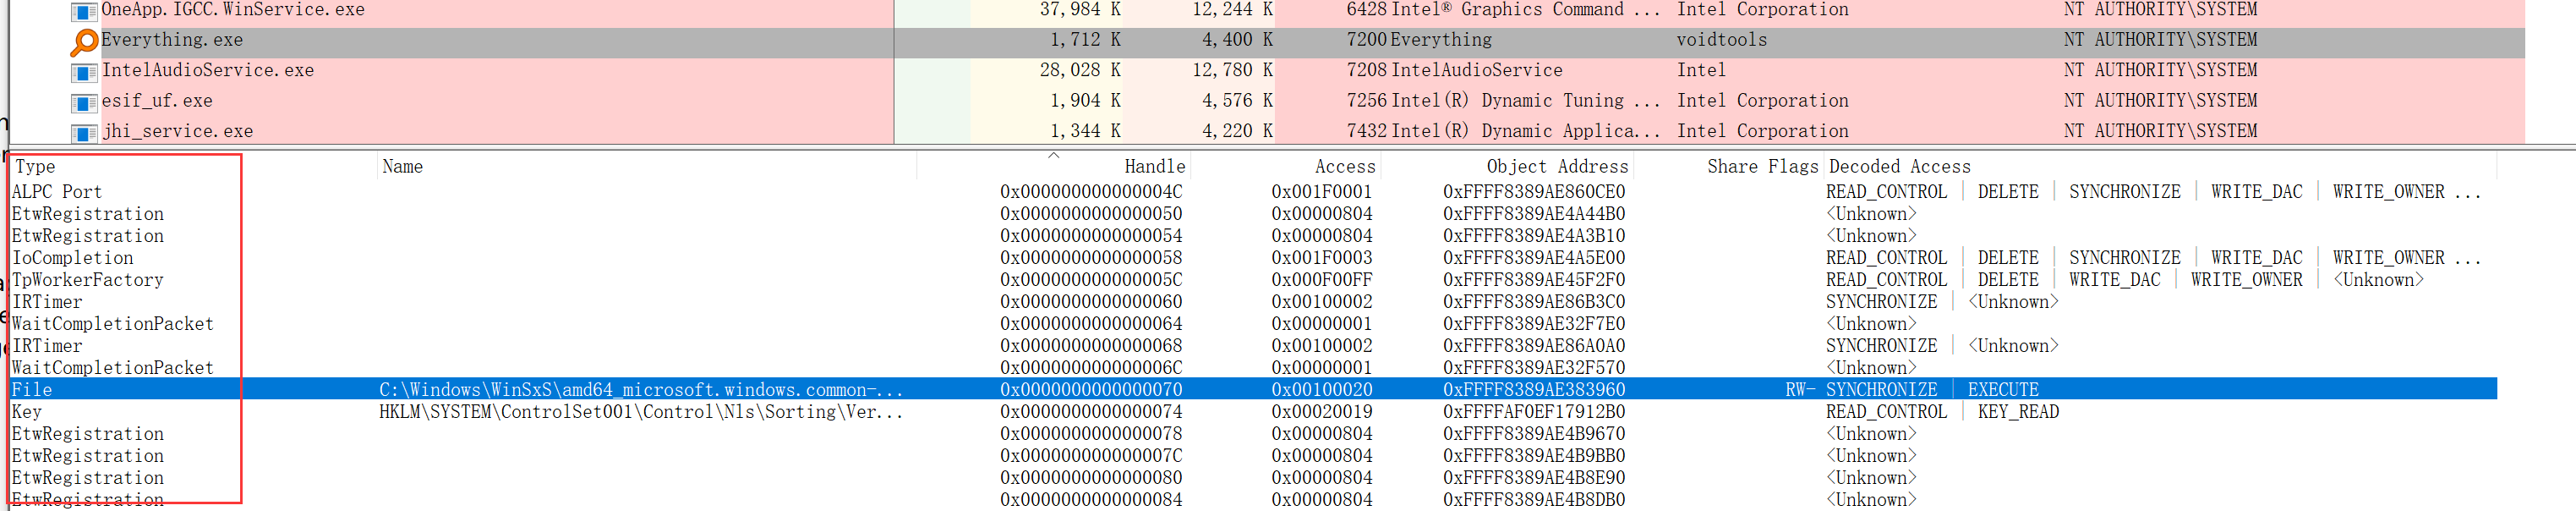 OneApp.IGCC.WinService.exe 37,984 K 12,244 K 6428 Intel® Graphics Command ... Intel Corporation NT AUTHORITY\SYSTEM
Everything.exe 1,712 K 4,400 K 7200 Everything voidtools NT AUTHORITY\SYSTEM
IntelAudioService.exe 28,028 K 12,780 K 7208 IntelAudioService Intel NT AUTHORITY\SYSTEM
esif_uf.exe 1,904 K 4,576 K 7256 Intel(R) Dynamic Tuning ... Intel Corporation NT AUTHORITY\SYSTEM
jhi_service.exe 1,344 K 4,220 K 7432 Intel(R) Dynamic Applica... Intel Corporation NT AUTHORITY\SYSTEM
Type Name Handle Access Object Address Share Flags Decoded Access
ALPC Port 0x000000000000004C 0x001F0001 0xFFFF8389AE860CE0 READ_CONTROL | DELETE | SYNCHRONIZE | WRITE_DAC | WRITE_OWNER ...
EtwRegistration 0x0000000000000050 0x00000804 0xFFFF8389AE4A44B0 <Unknown>
EtwRegistration 0x0000000000000054 0x00000804 0xFFFF8389AE4A3B10 <Unknown>
IoCompletion 0x0000000000000058 0x001F0003 0xFFFF8389AE4A5E00 READ_CONTROL | DELETE | SYNCHRONIZE | WRITE_DAC | WRITE_OWNER ...
TpWorkerFactory 0x000000000000005C 0x000F00FF 0xFFFF8389AE45F2F0 READ_CONTROL | DELETE | WRITE_DAC | WRITE_OWNER | <Unknown>
IRTimer 0x0000000000000060 0x00100002 0xFFFF8389AE86B3C0 SYNCHRONIZE | <Unknown>
WaitCompletionPacket 0x0000000000000064 0x00000001 0xFFFF8389AE32F7E0 <Unknown>
IRTimer 0x0000000000000068 0x00100002 0xFFFF8389AE86A0A0 SYNCHRONIZE | <Unknown>
WaitCompletionPacket 0x000000000000006C 0x00000001 0xFFFF8389AE32F570 <Unknown>
File C:\Windows\WinSxS\amd64_microsoft.windows.common-... 0x0000000000000070 0x00100020 0xFFFF8389AE383960 RW- SYNCHRONIZE | EXECUTE
Key HKLM\SYSTEM\ControlSet001\Control\Nls\Sorting\Ver... 0x0000000000000074 0x00020019 0xFFFFAF0EF17912B0 READ_CONTROL | KEY_READ
EtwRegistration 0x0000000000000078 0x00000804 0xFFFF8389AE4B9670 <Unknown>
EtwRegistration 0x000000000000007C 0x00000804 0xFFFF8389AE4B9BB0 <Unknown>
EtwRegistration 0x0000000000000080 0x00000804 0xFFFF8389AE4B8E90 <Unknown>
EtwRegistration 0x0000000000000084 0x00000804 0xFFFF8389AE4B8DB0 <Unknown>